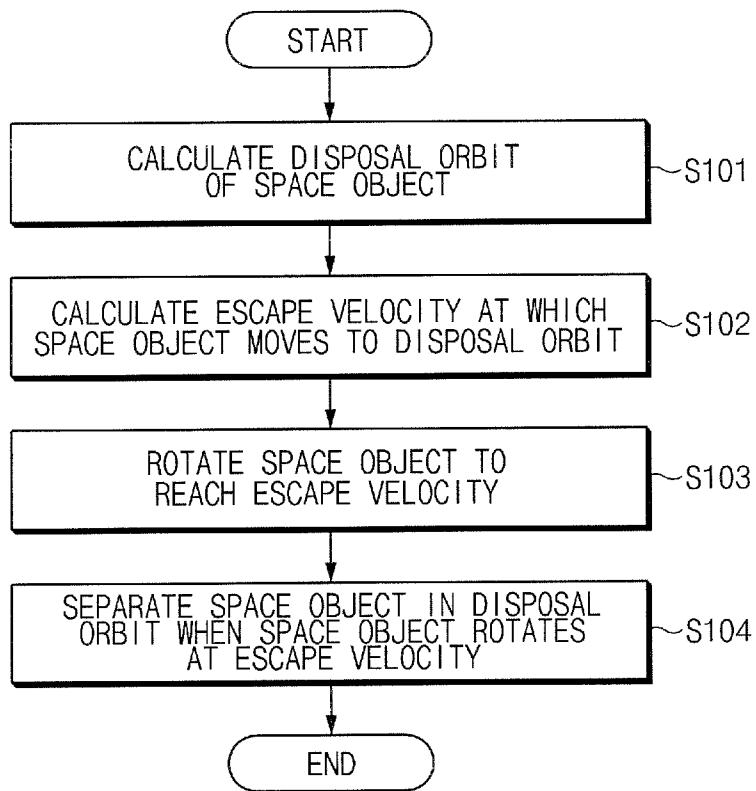 START
CALCULATE DISPOSAL ORBIT
OF SPACE OBJECT
S101
CALCULATE ESCAPE VELOCITY AT WHICH
SPACE OBJECT MOVES TO DISPOSAL ORBIT
S102
ROTATE SPACE OBJECT TO
REACH ESCAPE VELOCITY
S103
SEPARATE SPACE OBJECT IN DISPOSAL
ORBIT WHEN SPACE OBJECT ROTATES
AT ESCAPE VELOCITY
S104
END